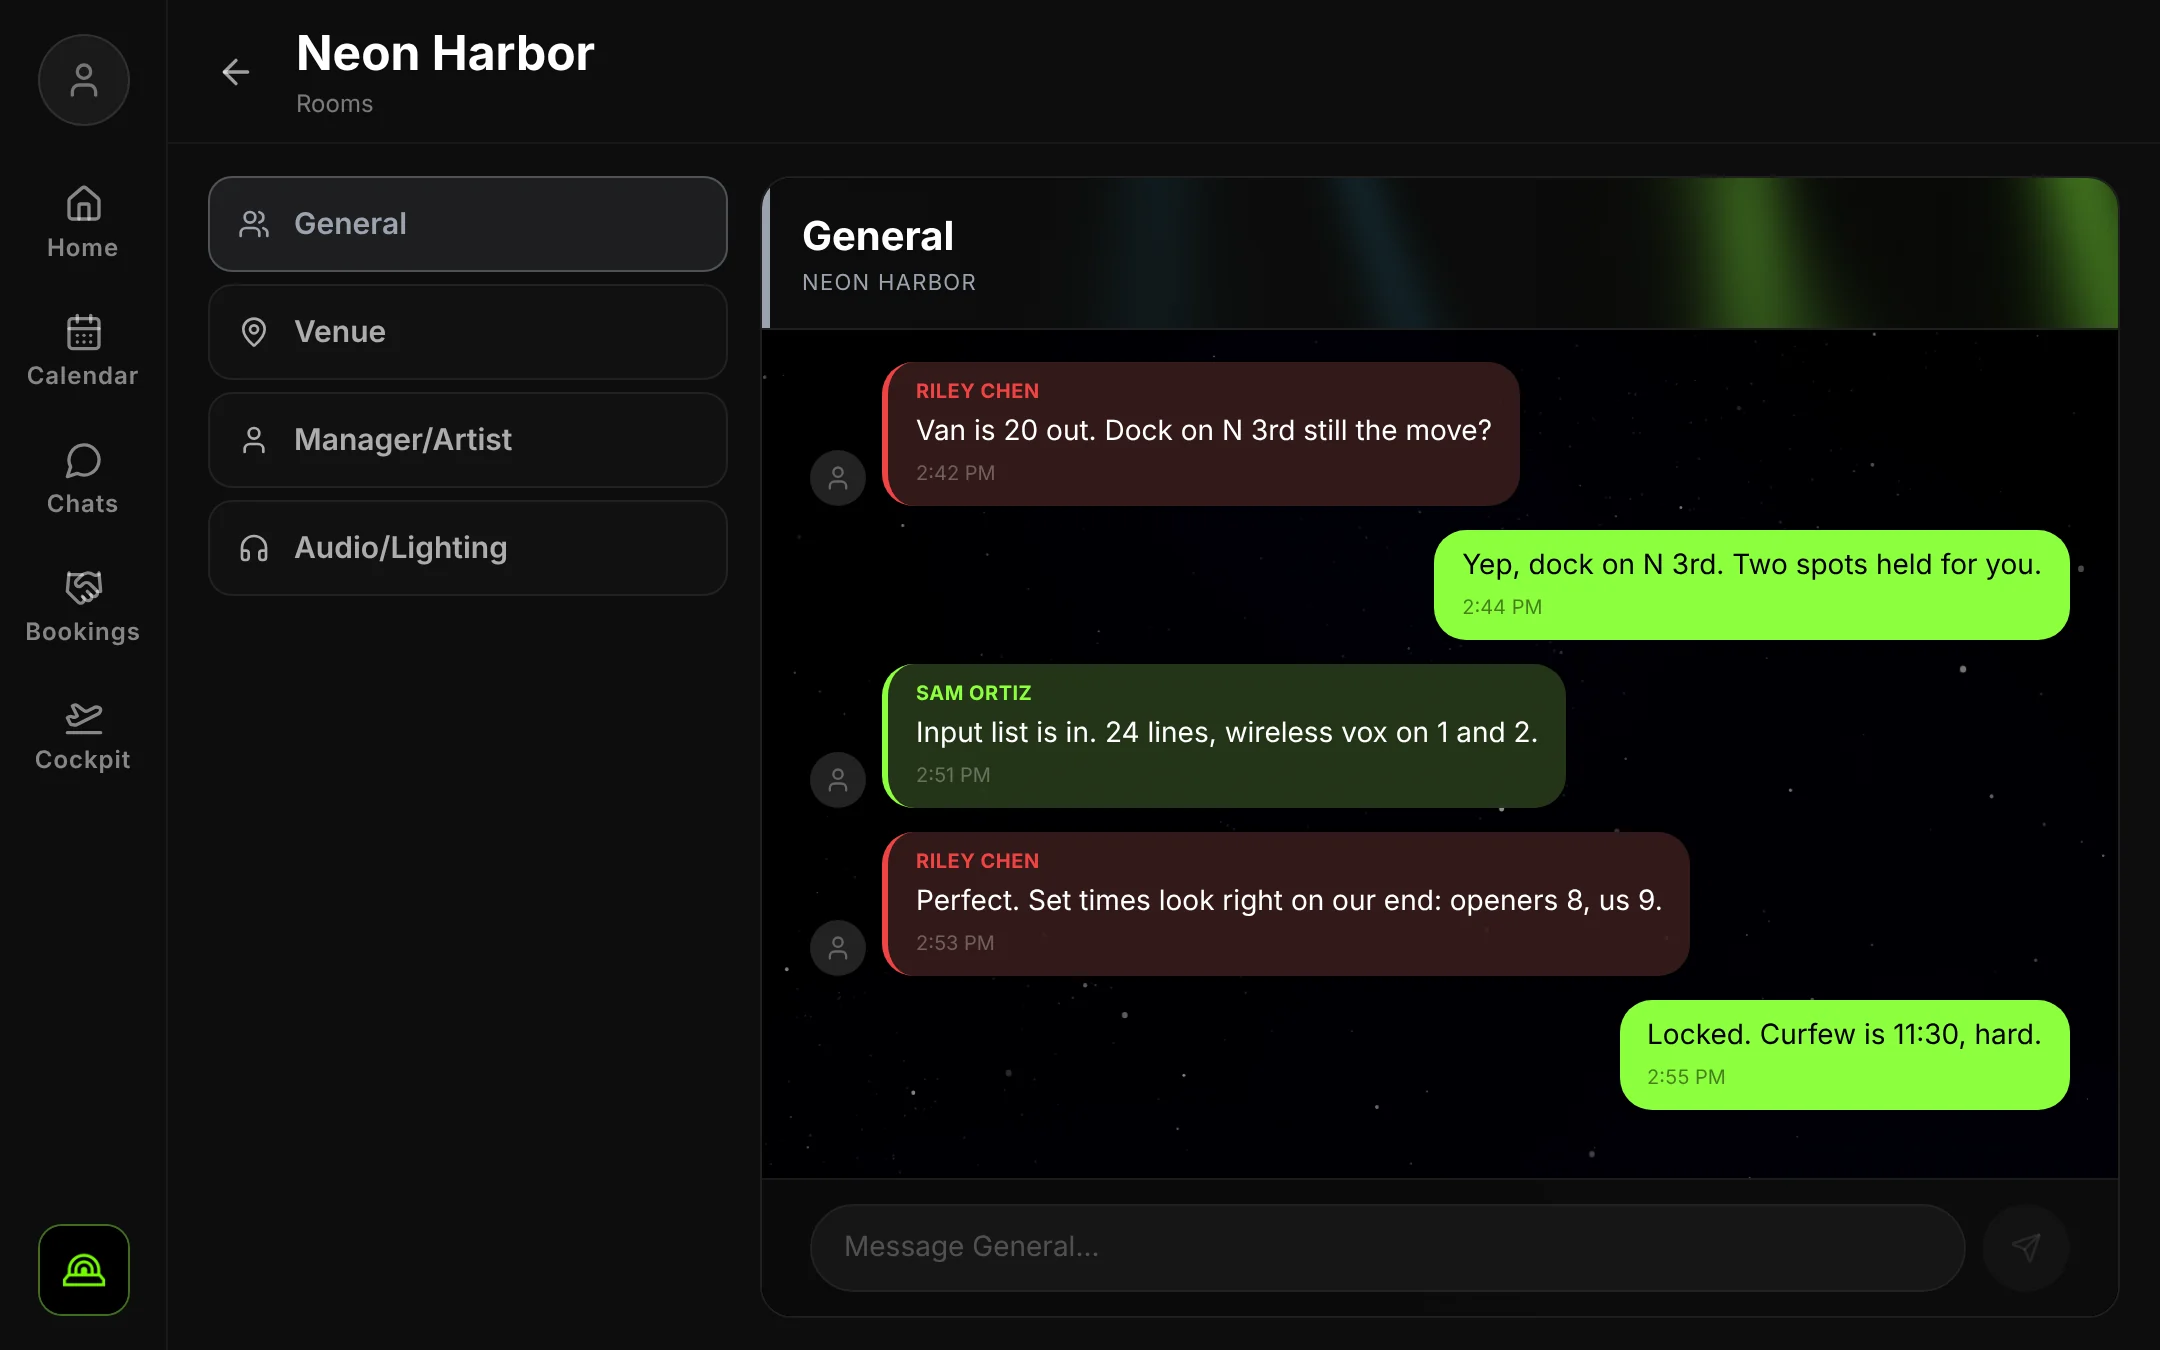 Neon Harbor
Rooms
Home
Calendar
Chats
Bookings
Cockpit
General
Venue
Manager/Artist
Audio/Lighting
General
NEON HARBOR
RILEY CHEN
Van is 20 out. Dock on N 3rd still the move?
2:42 PM
Yep, dock on N 3rd. Two spots held for you.
2:44 PM
SAM ORTIZ
Input list is in. 24 lines, wireless vox on 1 and 2.
2:51 PM
RILEY CHEN
Perfect. Set times look right on our end: openers 8, us 9.
2:53 PM
Locked. Curfew is 11:30, hard.
2:55 PM
Message General...